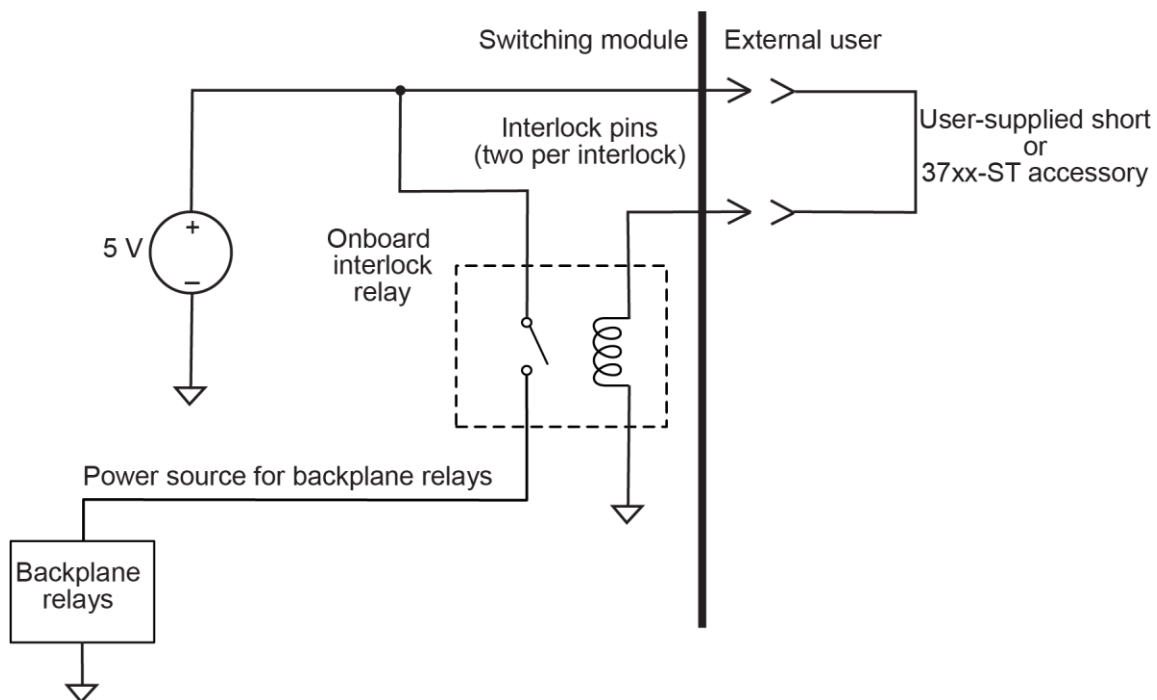 Switching module
External user
Interlock pins
(two per interlock)
User-supplied short
or
37xx-ST accessory
5 V
+
–
Onboard
interlock
relay
Power source for backplane relays
Backplane
relays